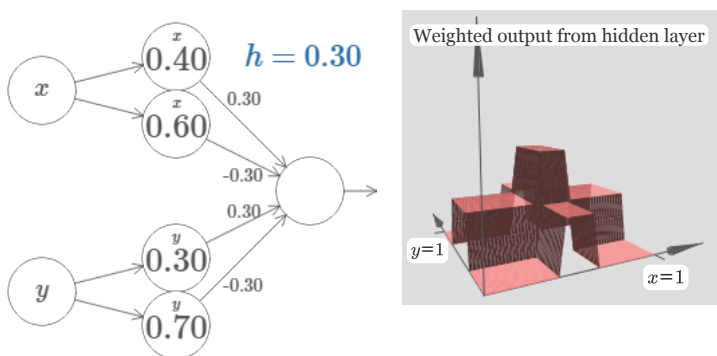 x
x
0.40
x
0.60
h = 0.30
0.30
-0.30
y
y
0.30
y
0.70
0.30
-0.30
Weighted output from hidden layer
y=1
x=1